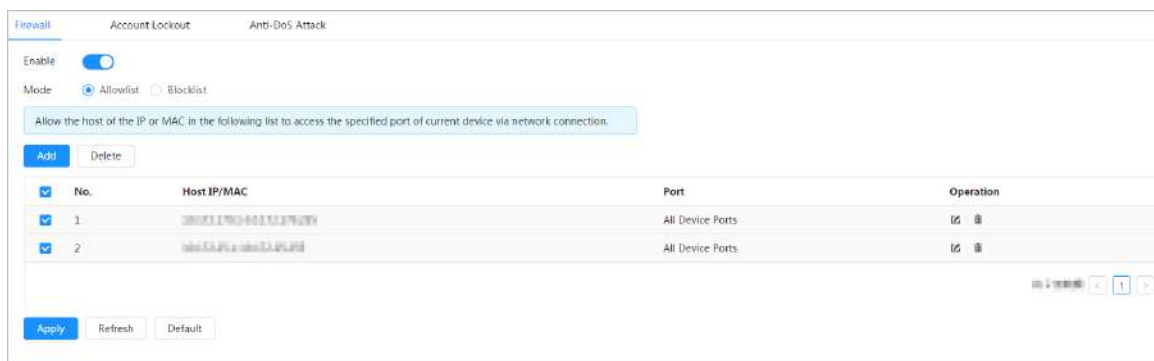 Firewall Account Lockout Anti-DoS Attack
Enable
Mode Allowlist Blocklist
Allow the host of the IP or MAC in the following list to access the specified port of current device via network connection.
Add Delete
No. Host IP/MAC Port Operation
1 All Device Ports
2 All Device Ports
1
Apply Refresh Default